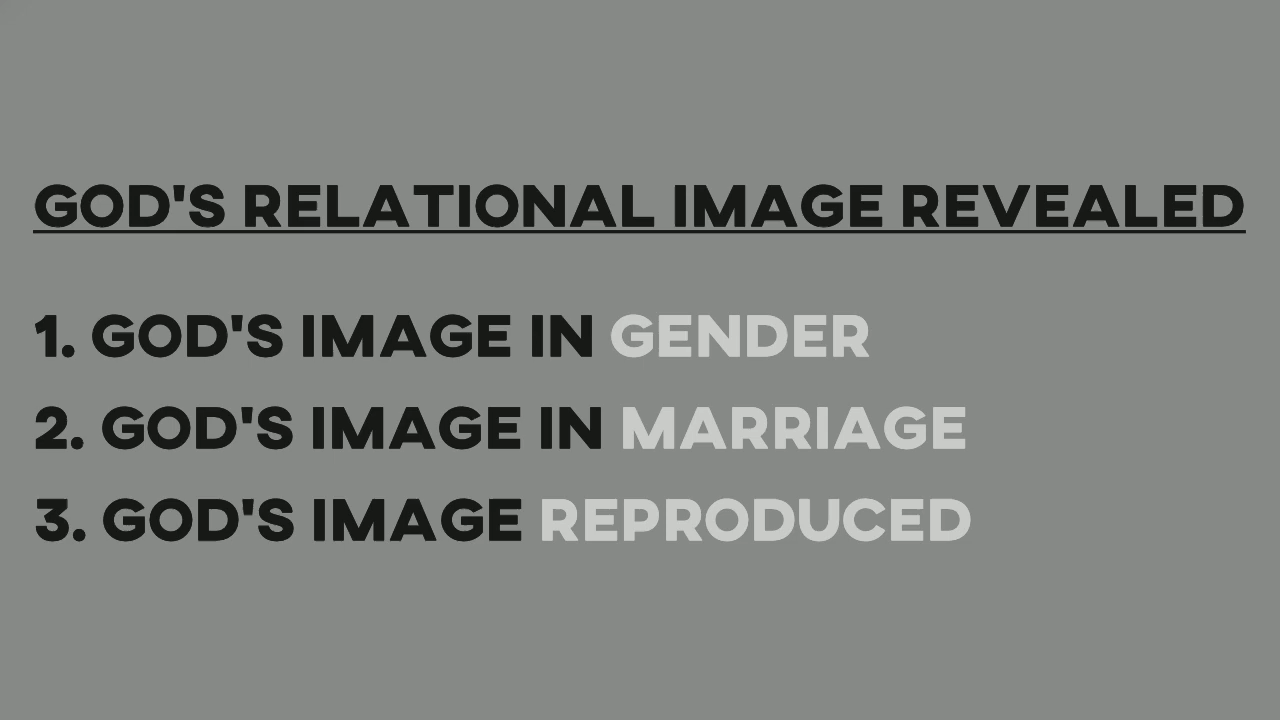 GOD'S RELATIONAL IMAGE REVEALED
1. GOD'S IMAGE IN GENDER
2. GOD'S IMAGE IN MARRIAGE
3. GOD'S IMAGE REPRODUCED